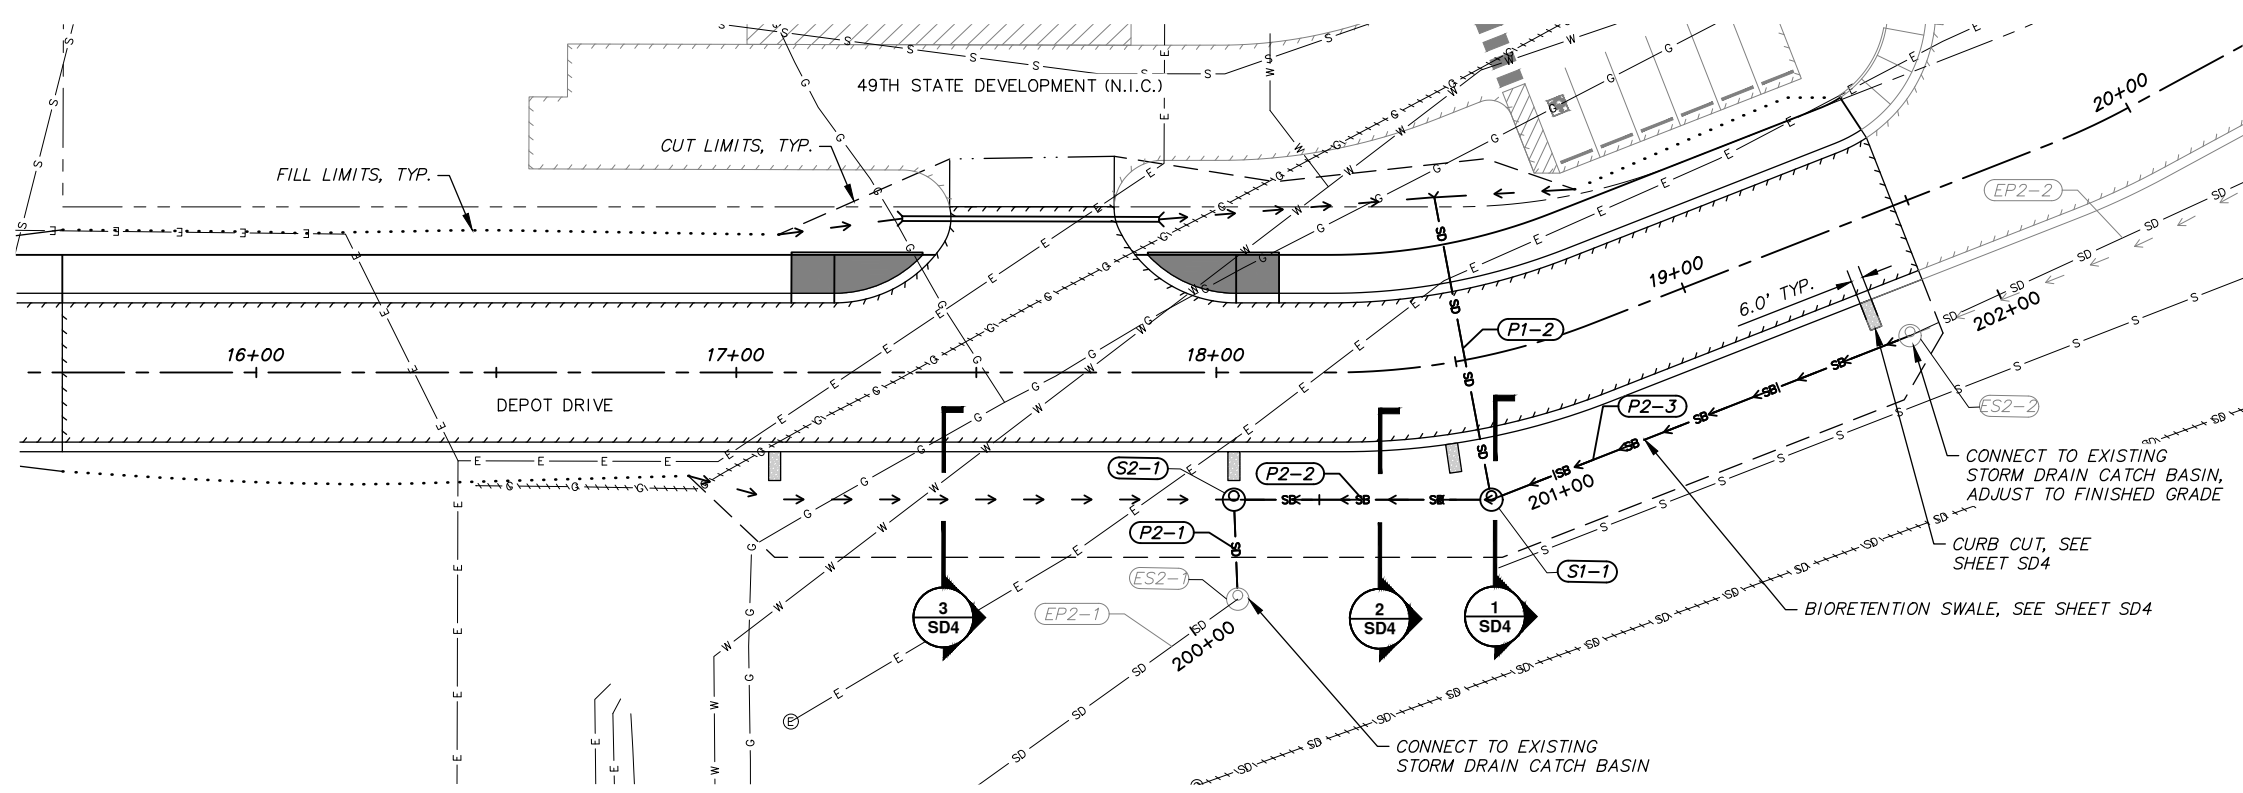 49TH STATE DEVELOPMENT (N.I.C.)
20+00
CUT LIMITS, TYP.
FILL LIMITS, TYP.
EP2-2
19+00
6.0' TYP.
202+00
P1-2
16+00
17+00
18+00
DEPOT DRIVE
P2-3
ES2-2
S2-1
P2-2
201+00
CONNECT TO EXISTING
STORM DRAIN CATCH BASIN,
ADJUST TO FINISHED GRADE
P2-1
CURB CUT, SEE
SHEET SD4
ES2-1
S1-1
EP2-1
3
SD4
2
SD4
1
SD4
BIORETENTION SWALE, SEE SHEET SD4
200+00
CONNECT TO EXISTING
STORM DRAIN CATCH BASIN